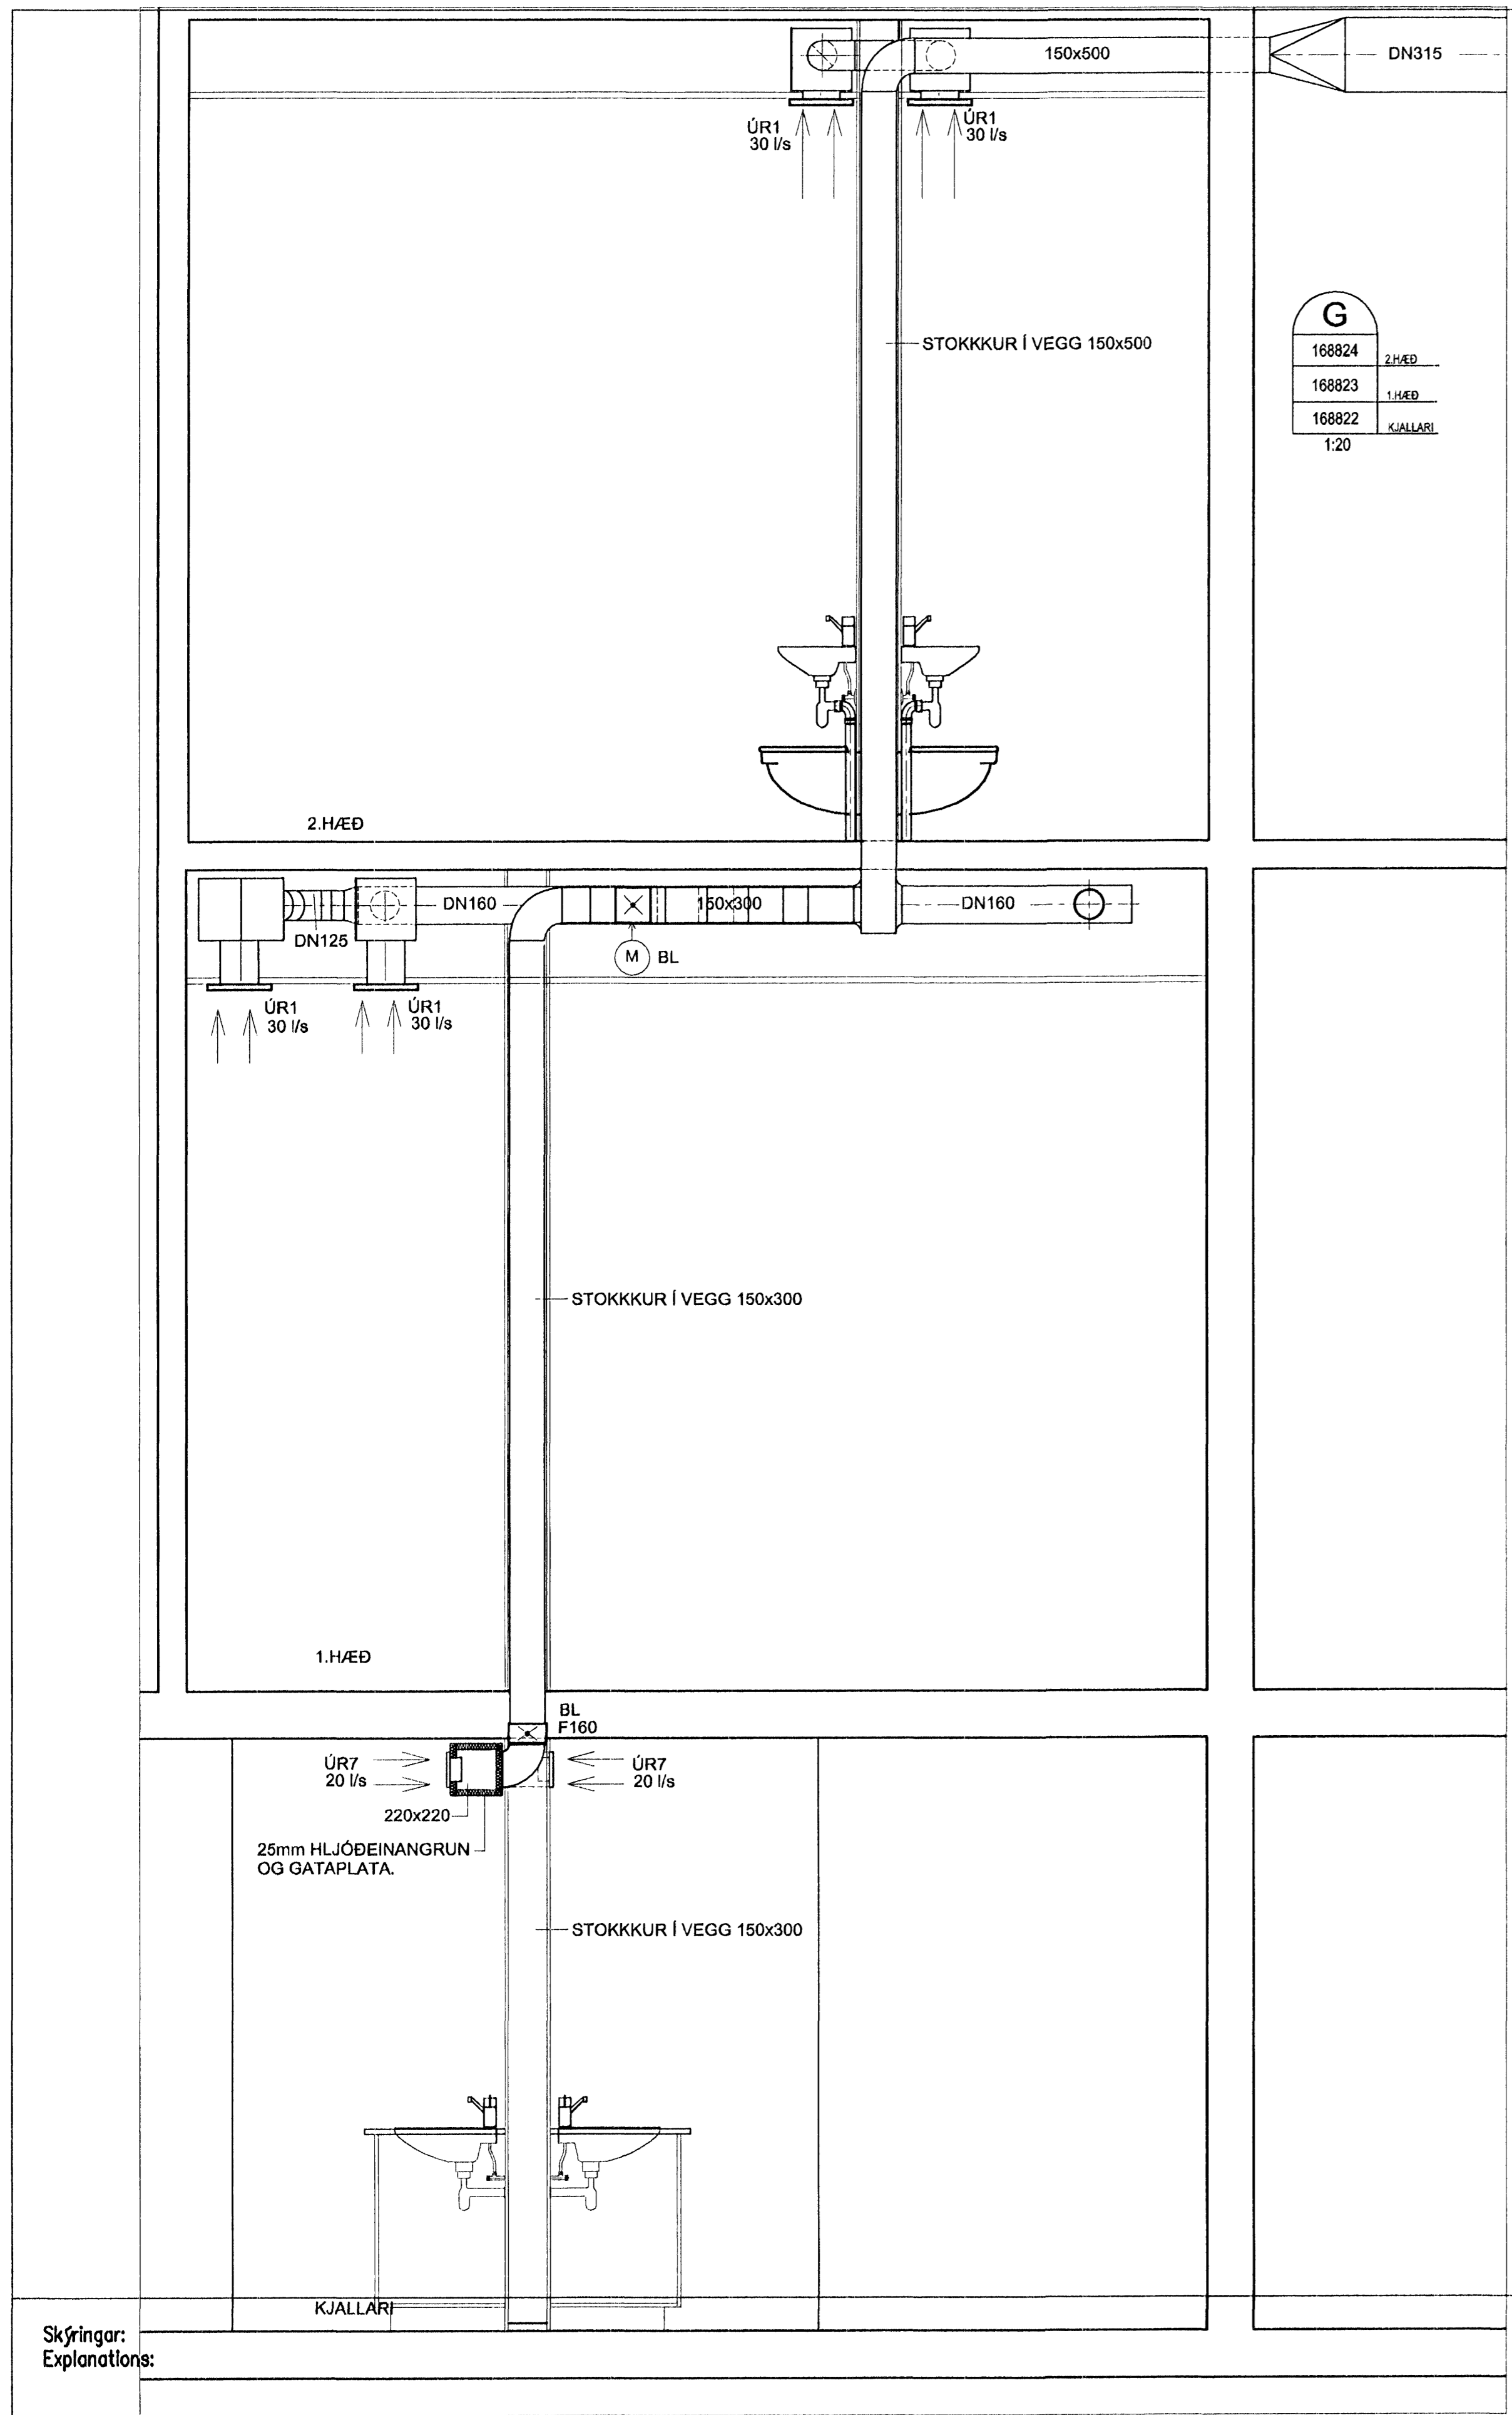 150x500
DN315
ÚR1
30 l/s
ÚR1
30 l/s
STOKKKUR Í VEGG 150x500
G
168824
2.HÆÐ
168823
1.HÆÐ
168822
KJALLARI
1:20
2.HÆÐ
DN160
150x300
DN160
DN125
M
BL
ÚR1
30 l/s
ÚR1
30 l/s
STOKKKUR Í VEGG 150x300
1.HÆÐ
BL
F160
ÚR7
20 l/s
ÚR7
20 l/s
220x220
25mm HLJÓÐEINANGRUN
OG GATAPLATA.
STOKKKUR Í VEGG 150x300
KJALLARI
Skýringar:
Explanations: